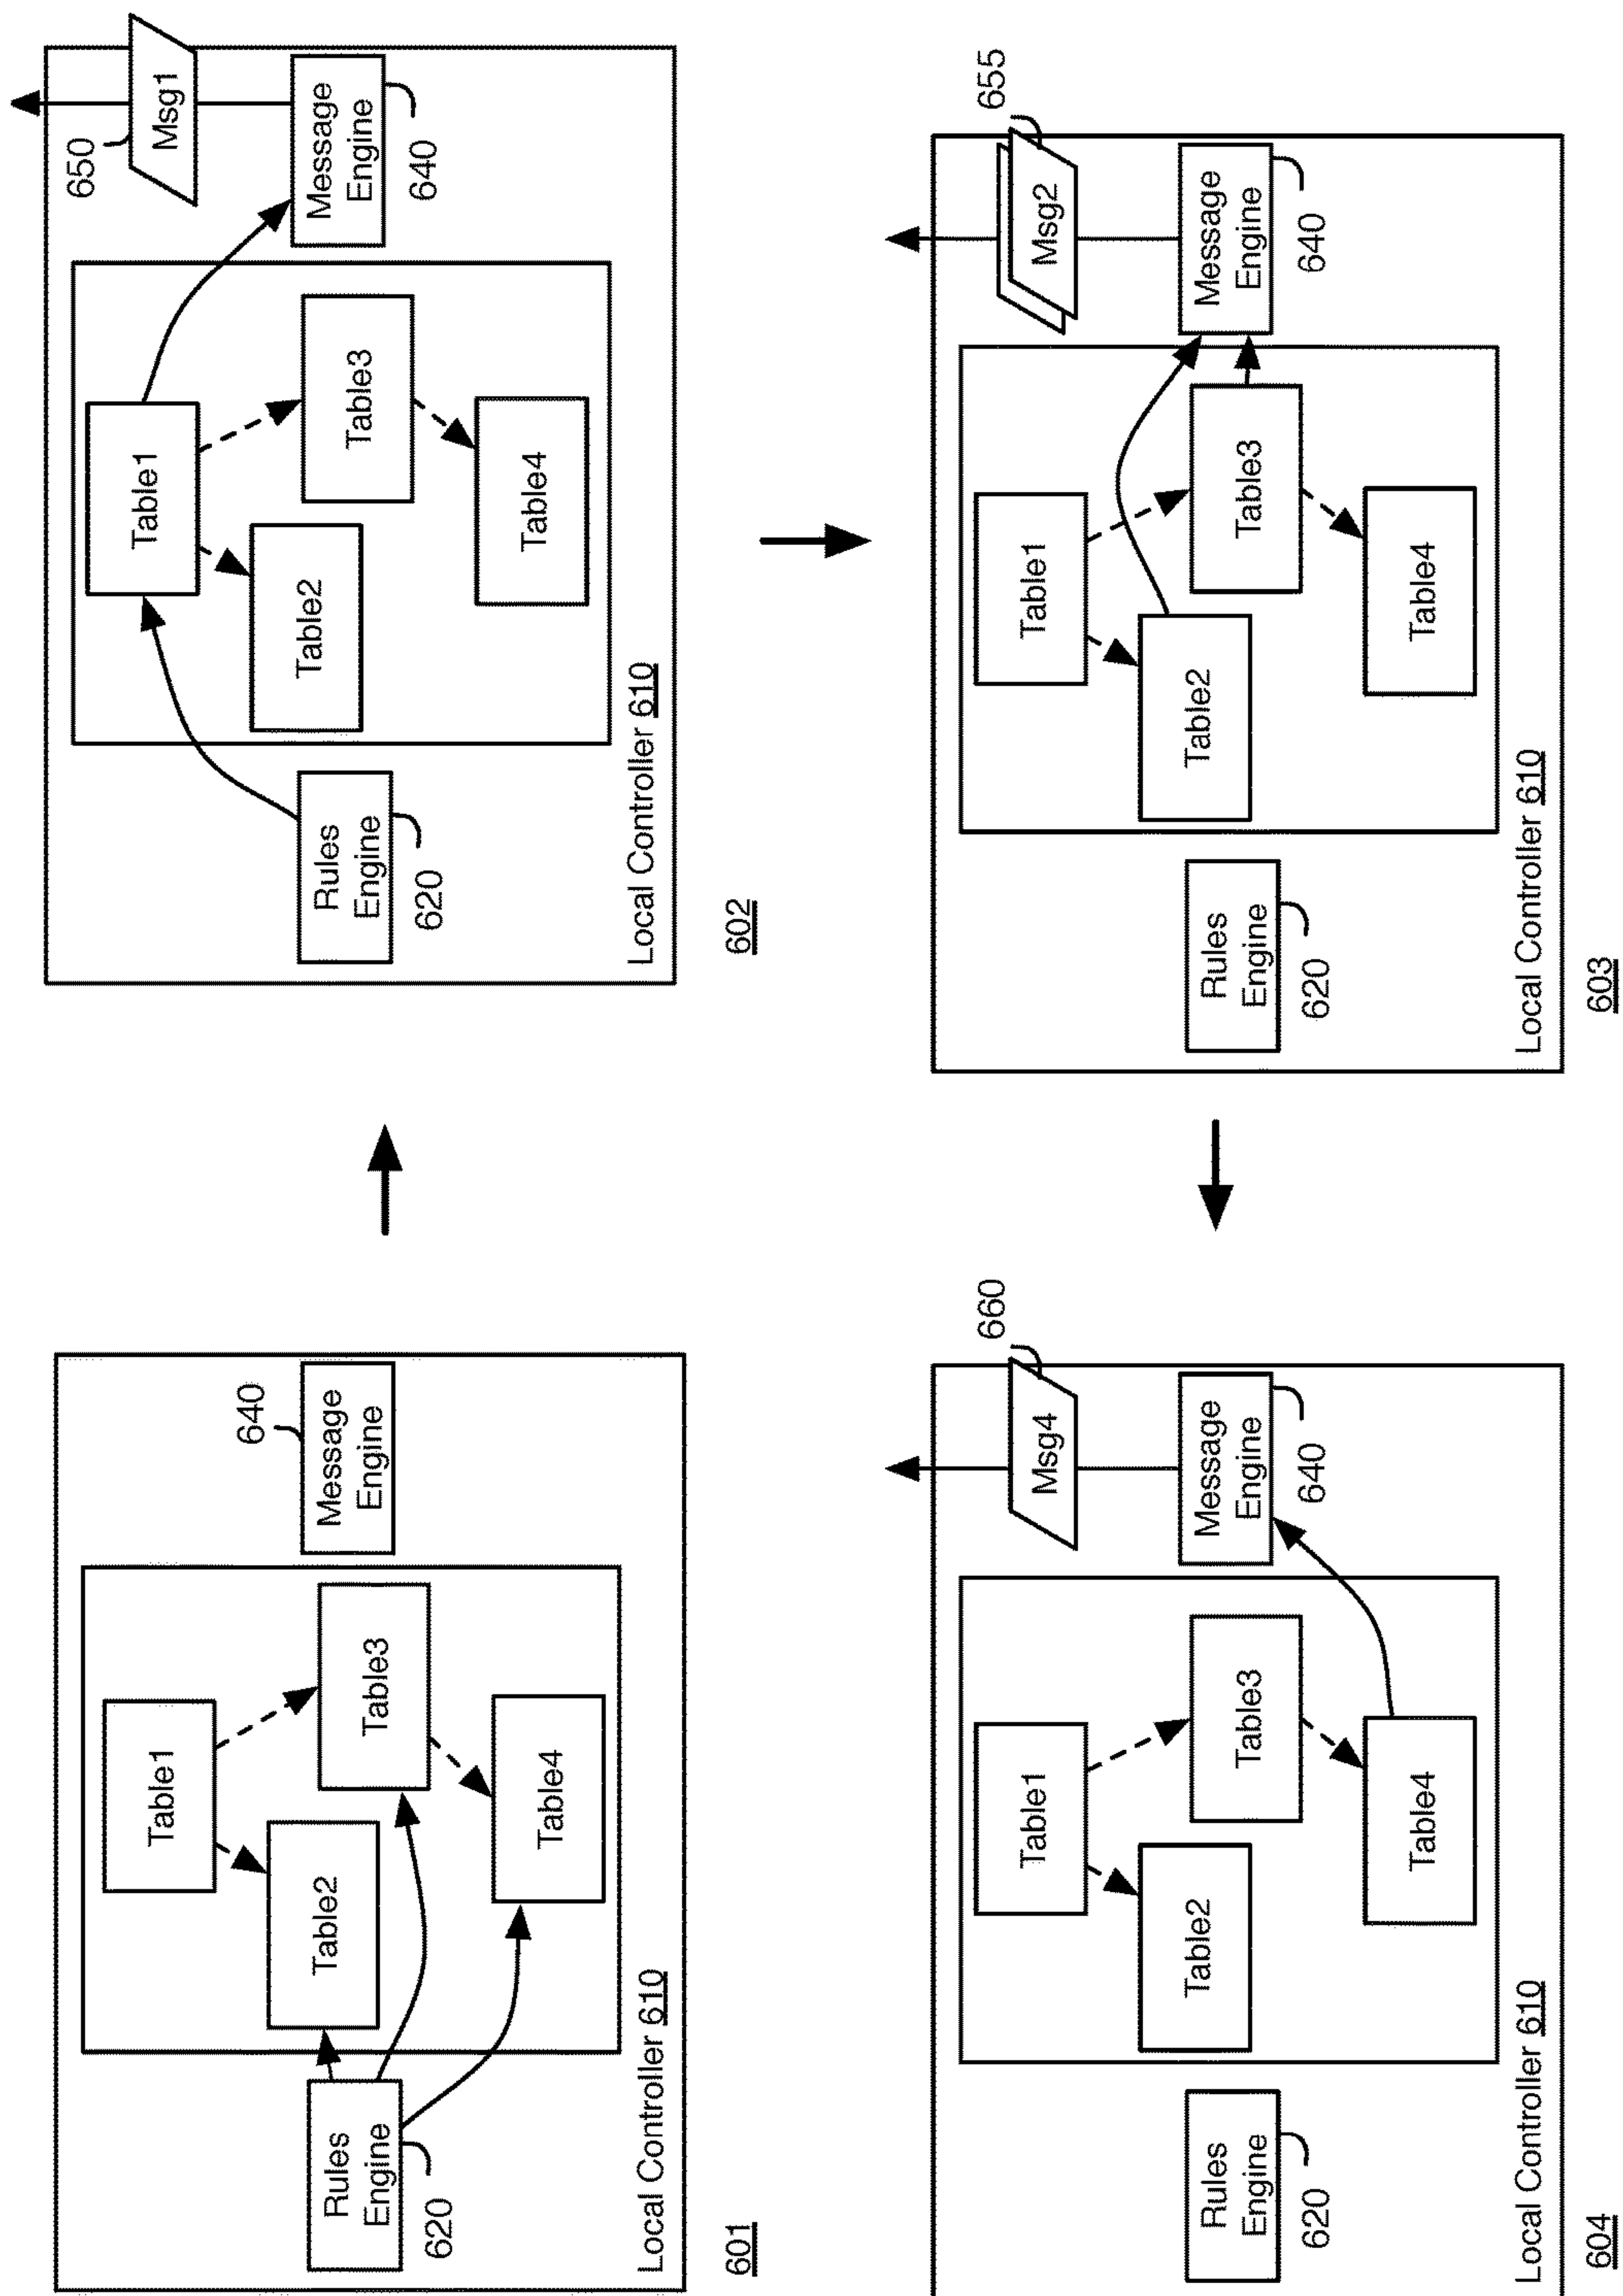 Table1
Table2
Table3
Table4
Rules
Engine
620
640
Message
Engine
Local Controller 610
601
650
Msg1
Table1
Table2
Table3
Table4
Rules
Engine
620
Message
Engine
640
Local Controller 610
602
660
Msg4
Table1
Table2
Table3
Table4
Rules
Engine
620
Message
Engine
640
Local Controller 610
604
655
Msg2
Table1
Table2
Table3
Table4
Rules
Engine
620
Message
Engine
640
Local Controller 610
603